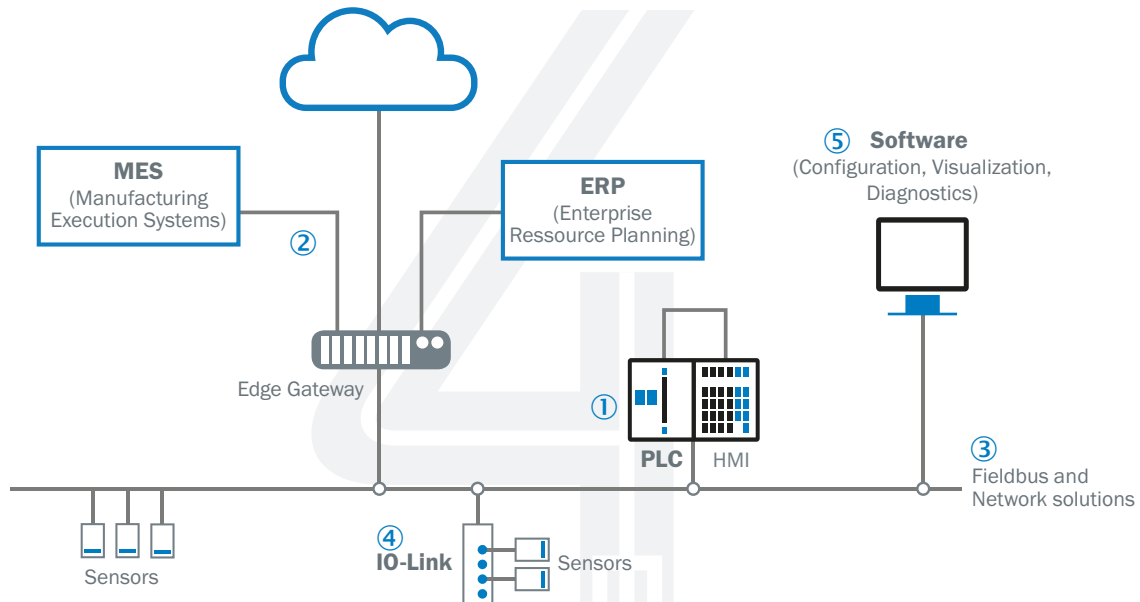 MES
(Manufacturing
Execution Systems)
②
ERP
(Enterprise
Ressource Planning)
⑤ Software
(Configuration, Visualization,
Diagnostics)
Edge Gateway
①
PLC HMI
③
Fieldbus and
Network solutions
Sensors
④
IO-Link
Sensors